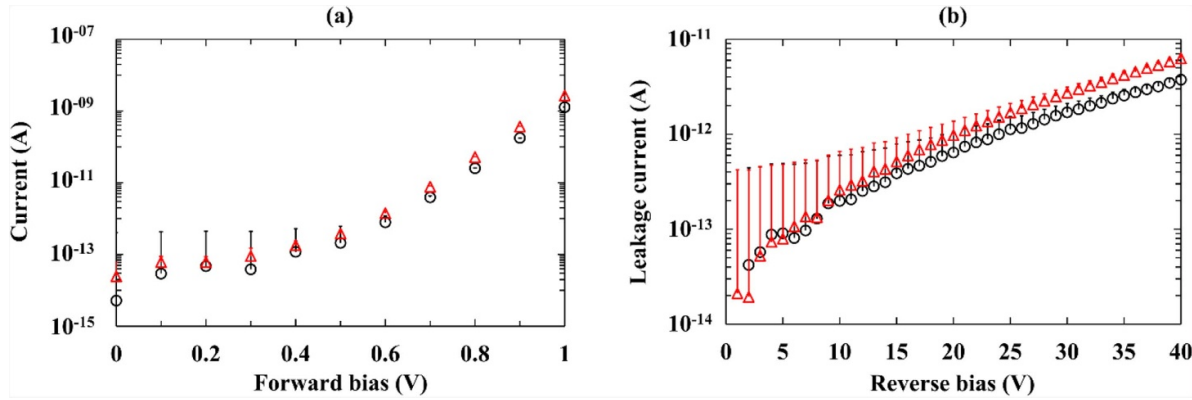 (a)
10⁻⁰⁷
10⁻⁰⁹
10⁻¹¹
10⁻¹³
10⁻¹⁵
Current (A)
0 0.2 0.4 0.6 0.8 1
Forward bias (V)
(b)
10⁻¹¹
10⁻¹²
10⁻¹³
10⁻¹⁴
Leakage current (A)
0 5 10 15 20 25 30 35 40
Reverse bias (V)